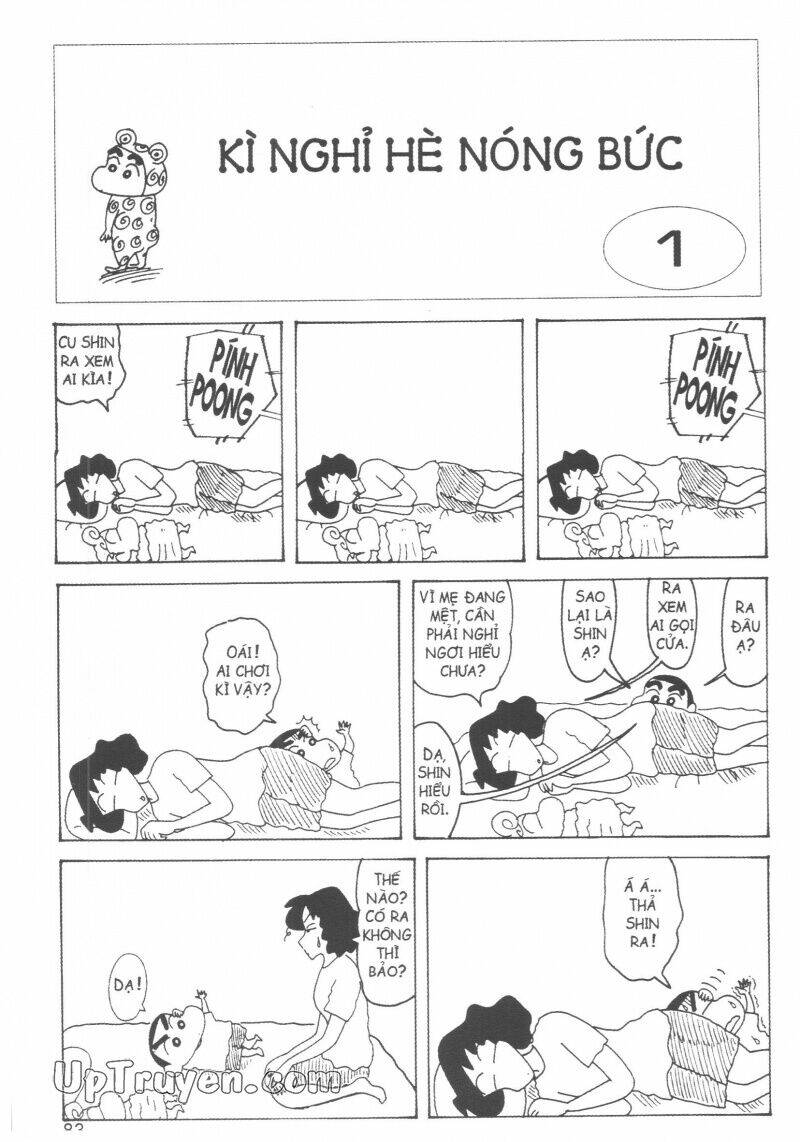 KÌ NGHỈ HÈ NÓNG BỨC
1
PÍNH
POONG
PÍNH
POONG
CU SHIN
RA XEM
AI KÌA!
RA
ĐÂU
Ạ?
RA
XEM
AI GỌI
CỬA.
SAO
LẠI LÀ
SHIN
Ạ?
VÌ MẸ ĐANG
MỆT, CẦN
PHẢI NGHỈ
NGƠI HIỂU
CHƯA?
DẠ,
SHIN
HIỂU
RỒI.
OÁI!
AI CHƠI
KÌ VẬY?
Á Á...
THẢ
SHIN
RA!
THẾ
NÀO?
CÓ RA
KHÔNG
THÌ
BẢO?
DẠ!
UpTruyen.com